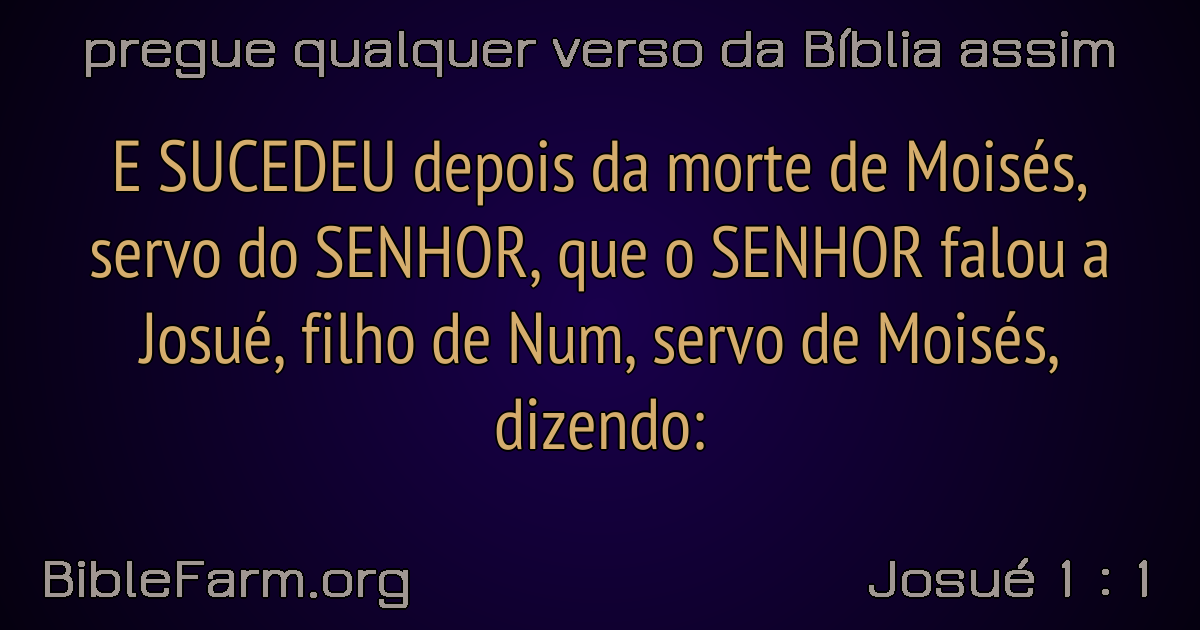 pregue qualquer verso da Bíblia assim
E SUCEDEU depois da morte de Moisés,
servo do SENHOR, que o SENHOR falou a
Josué, filho de Num, servo de Moisés,
dizendo:
BibleFarm.org
Josué 1 : 1